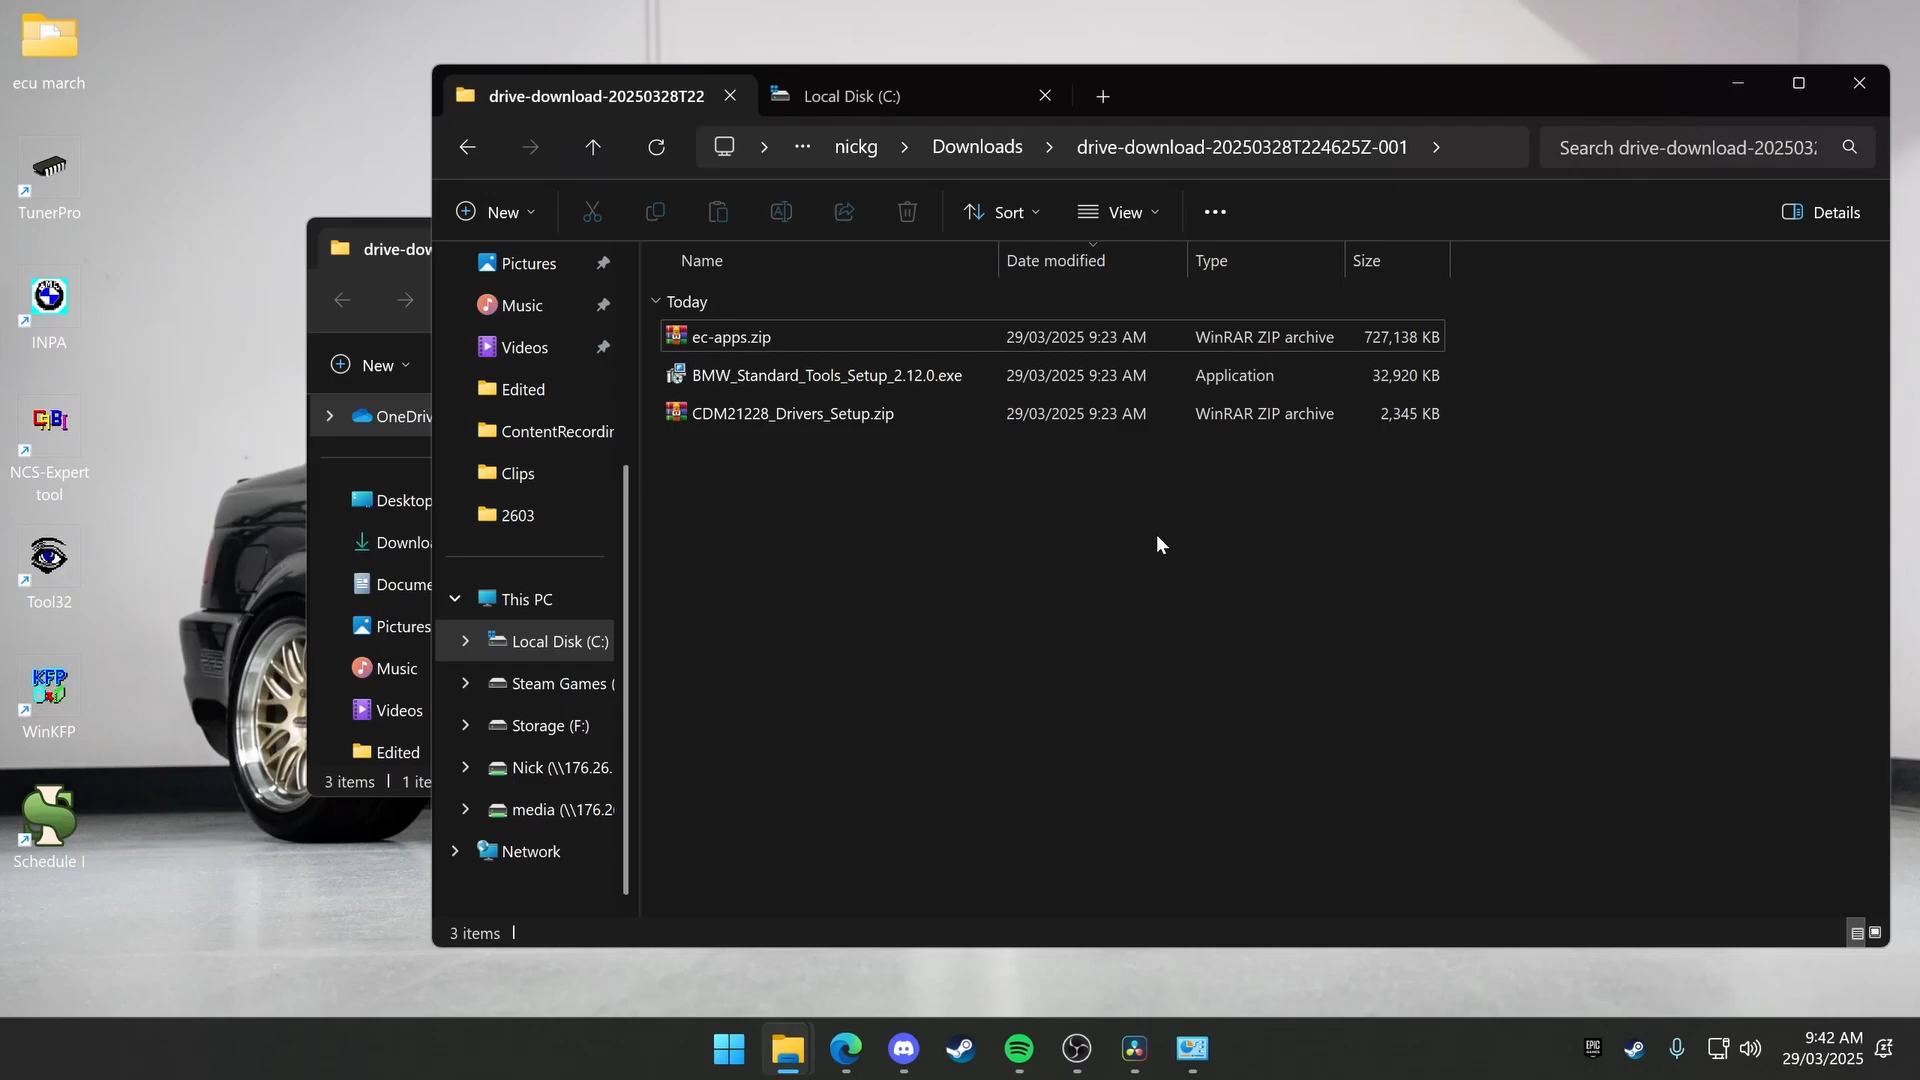 ecu march
TunerPro
INPA
NCS-Expert
tool
Tool32
WinKFP
Schedule I
drive-dow
New
OneDriv
Desktop
Downloa
Docume
Pictures
Music
Videos
Edited
3 items 1 ite
drive-download-20250328T22
Local Disk (C:)
nickg Downloads drive-download-20250328T224625Z-001
Search drive-download-202503
New
Sort
View
Details
Pictures
Music
Videos
Edited
ContentRecordin
Clips
2603
This PC
Local Disk (C:)
Steam Games (
Storage (F:)
Nick (\\176.26.
media (\\176.26
Network
Name Date modified Type Size
Today
ec-apps.zip 29/03/2025 9:23 AM WinRAR ZIP archive 727,138 KB
BMW_Standard_Tools_Setup_2.12.0.exe 29/03/2025 9:23 AM Application 32,920 KB
CDM21228_Drivers_Setup.zip 29/03/2025 9:23 AM WinRAR ZIP archive 2,345 KB
3 items
9:42 AM
29/03/2025